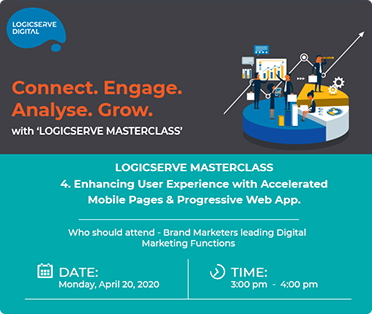 LOGICSERVE
DIGITAL
Connect. Engage.
Analyse. Grow.
with ‘LOGICSERVE MASTERCLASS’
LOGICSERVE MASTERCLASS
4. Enhancing User Experience with Accelerated
Mobile Pages & Progressive Web App.
Who should attend - Brand Marketers leading Digital
Marketing Functions
DATE:
Monday, April 20, 2020
TIME:
3:00 pm - 4:00 pm